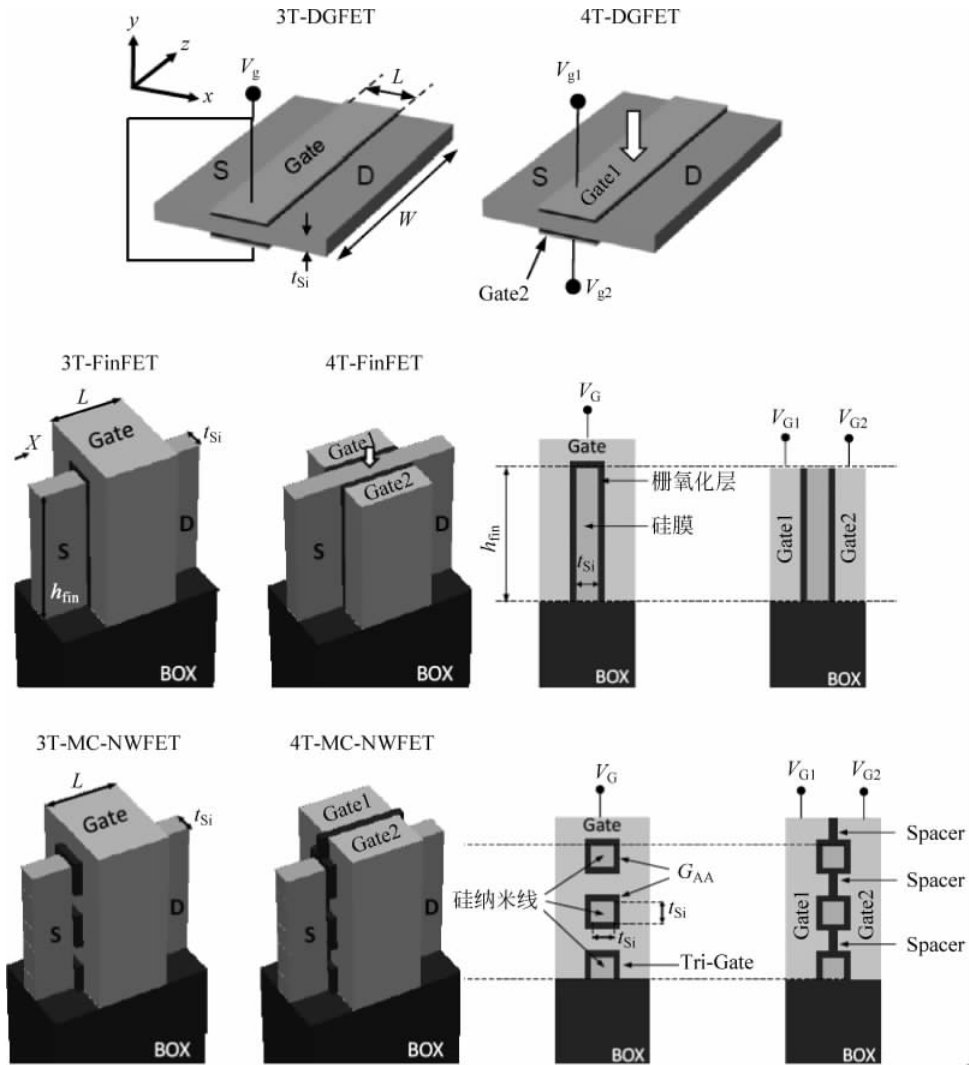 3T-DGFET
4T-DGFET
y
z
x
Vg
L
S
Gate
D
W
tSi
Vg1
S
Gate1
D
Gate2
Vg2
3T-FinFET
4T-FinFET
L
X
Gate
tSi
S
D
hfin
BOX
Gate1
Gate2
S
D
BOX
VG
Gate
栅氧化层
硅膜
hfin
tSi
BOX
VG1
VG2
Gate1
Gate2
BOX
3T-MC-NWFET
4T-MC-NWFET
L
Gate
tSi
S
D
BOX
Gate1
Gate2
S
D
BOX
VG
Gate
GAA
硅纳米线
tSi
tSi
Tri-Gate
BOX
VG1
VG2
Spacer
Spacer
Spacer
Gate1
Gate2
BOX